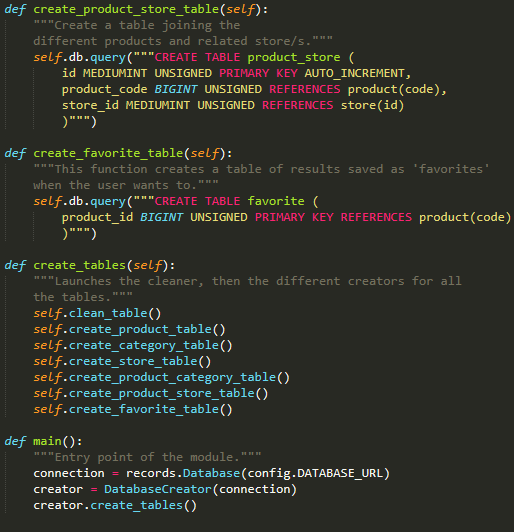 def create_product_store_table(self):
    """Create a table joining the
    different products and related store/s."""
    self.db.query("""CREATE TABLE product_store (
        id MEDIUMINT UNSIGNED PRIMARY KEY AUTO_INCREMENT,
        product_code BIGINT UNSIGNED REFERENCES product(code),
        store_id MEDIUMINT UNSIGNED REFERENCES store(id)
        )""")

def create_favorite_table(self):
    """This function creates a table of results saved as 'favorites'
    when the user wants to."""
    self.db.query("""CREATE TABLE favorite (
        product_id BIGINT UNSIGNED PRIMARY KEY REFERENCES product(code)
        )""")

def create_tables(self):
    """Launches the cleaner, then the different creators for all
    the tables."""
    self.clean_table()
    self.create_product_table()
    self.create_category_table()
    self.create_store_table()
    self.create_product_category_table()
    self.create_product_store_table()
    self.create_favorite_table()

def main():
    """Entry point of the module."""
    connection = records.Database(config.DATABASE_URL)
    creator = DatabaseCreator(connection)
    creator.create_tables()